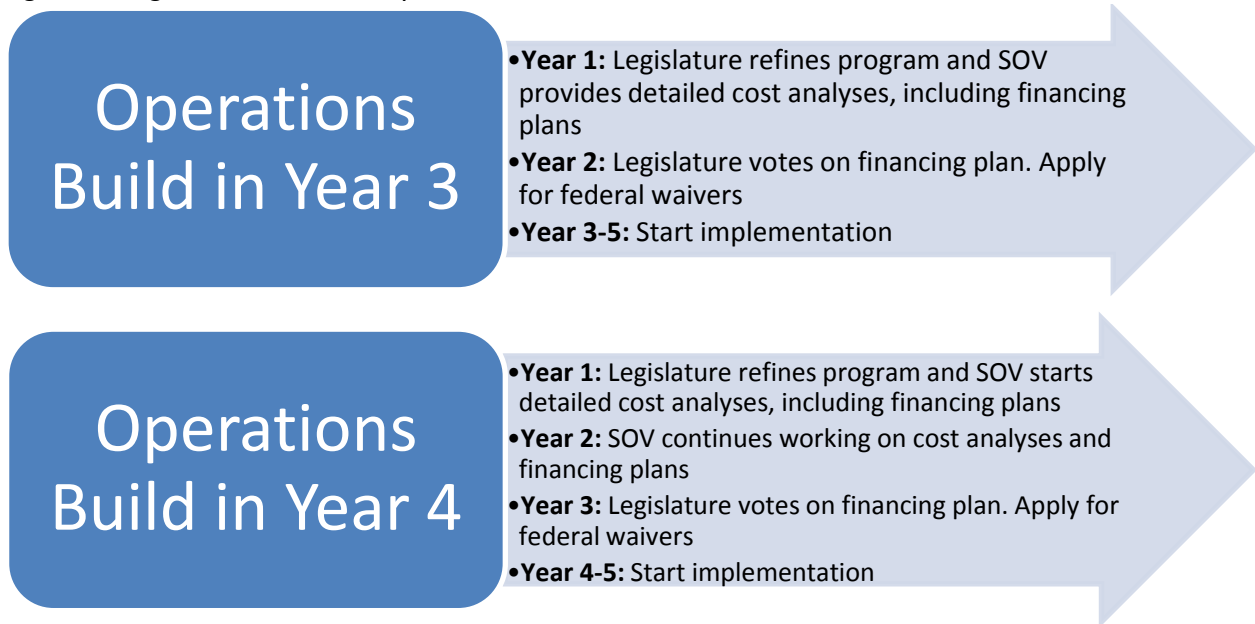 Operations
Build in Year 3
•Year 1: Legislature refines program and SOV
provides detailed cost analyses, including financing
plans
•Year 2: Legislature votes on financing plan. Apply
for federal waivers
•Year 3-5: Start implementation
Operations
Build in Year 4
•Year 1: Legislature refines program and SOV starts
detailed cost analyses, including financing plans
•Year 2: SOV continues working on cost analyses and
financing plans
•Year 3: Legislature votes on financing plan. Apply for
federal waivers
•Year 4-5: Start implementation